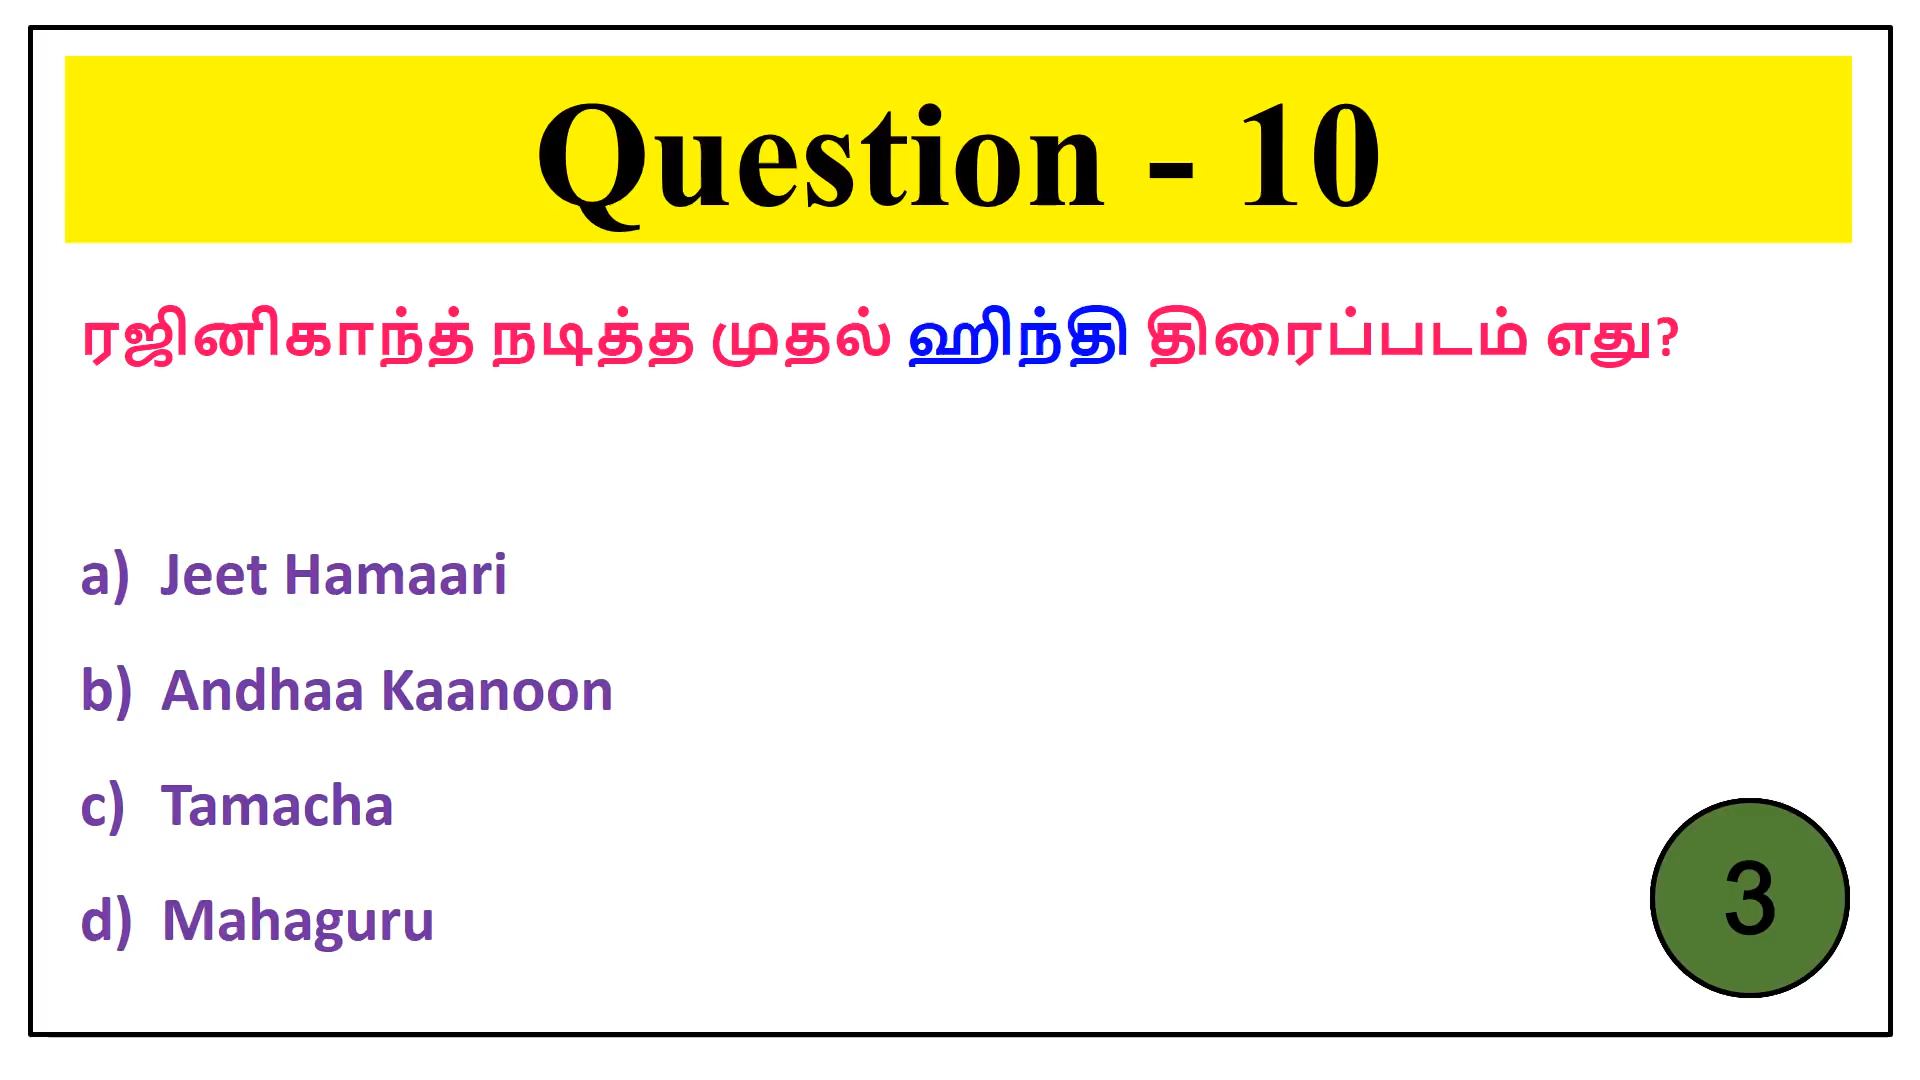 Question - 10
ரஜினிகாந்த் நடித்த முதல் ஹிந்தி திரைப்படம் எது?
a) Jeet Hamaari
b) Andhaa Kaanoon
c) Tamacha
d) Mahaguru
3